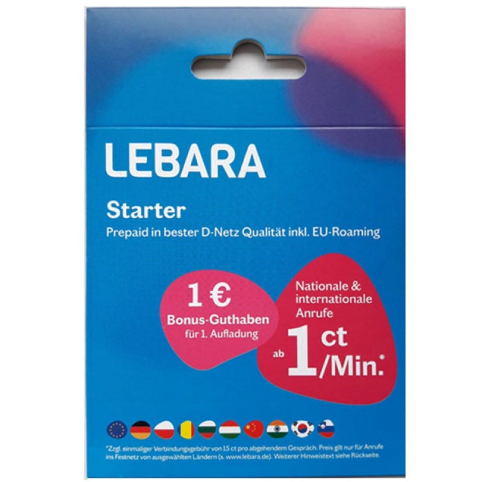 LEBARA
Starter
Prepaid in bester D-Netz Qualität inkl. EU-Roaming
1 €
Bonus-Guthaben
für 1. Aufladung
Nationale &
internationale
Anrufe
ab 1 ct
/Min.*
*Zzgl. einmaliger Verbindungsgebühr von 15 ct pro abgehendem Gespräch. Preis gilt nur für Anrufe
ins Festnetz von ausgewählten Ländern (s. www.lebara.de). Weiterer Hinweistext siehe Rückseite.